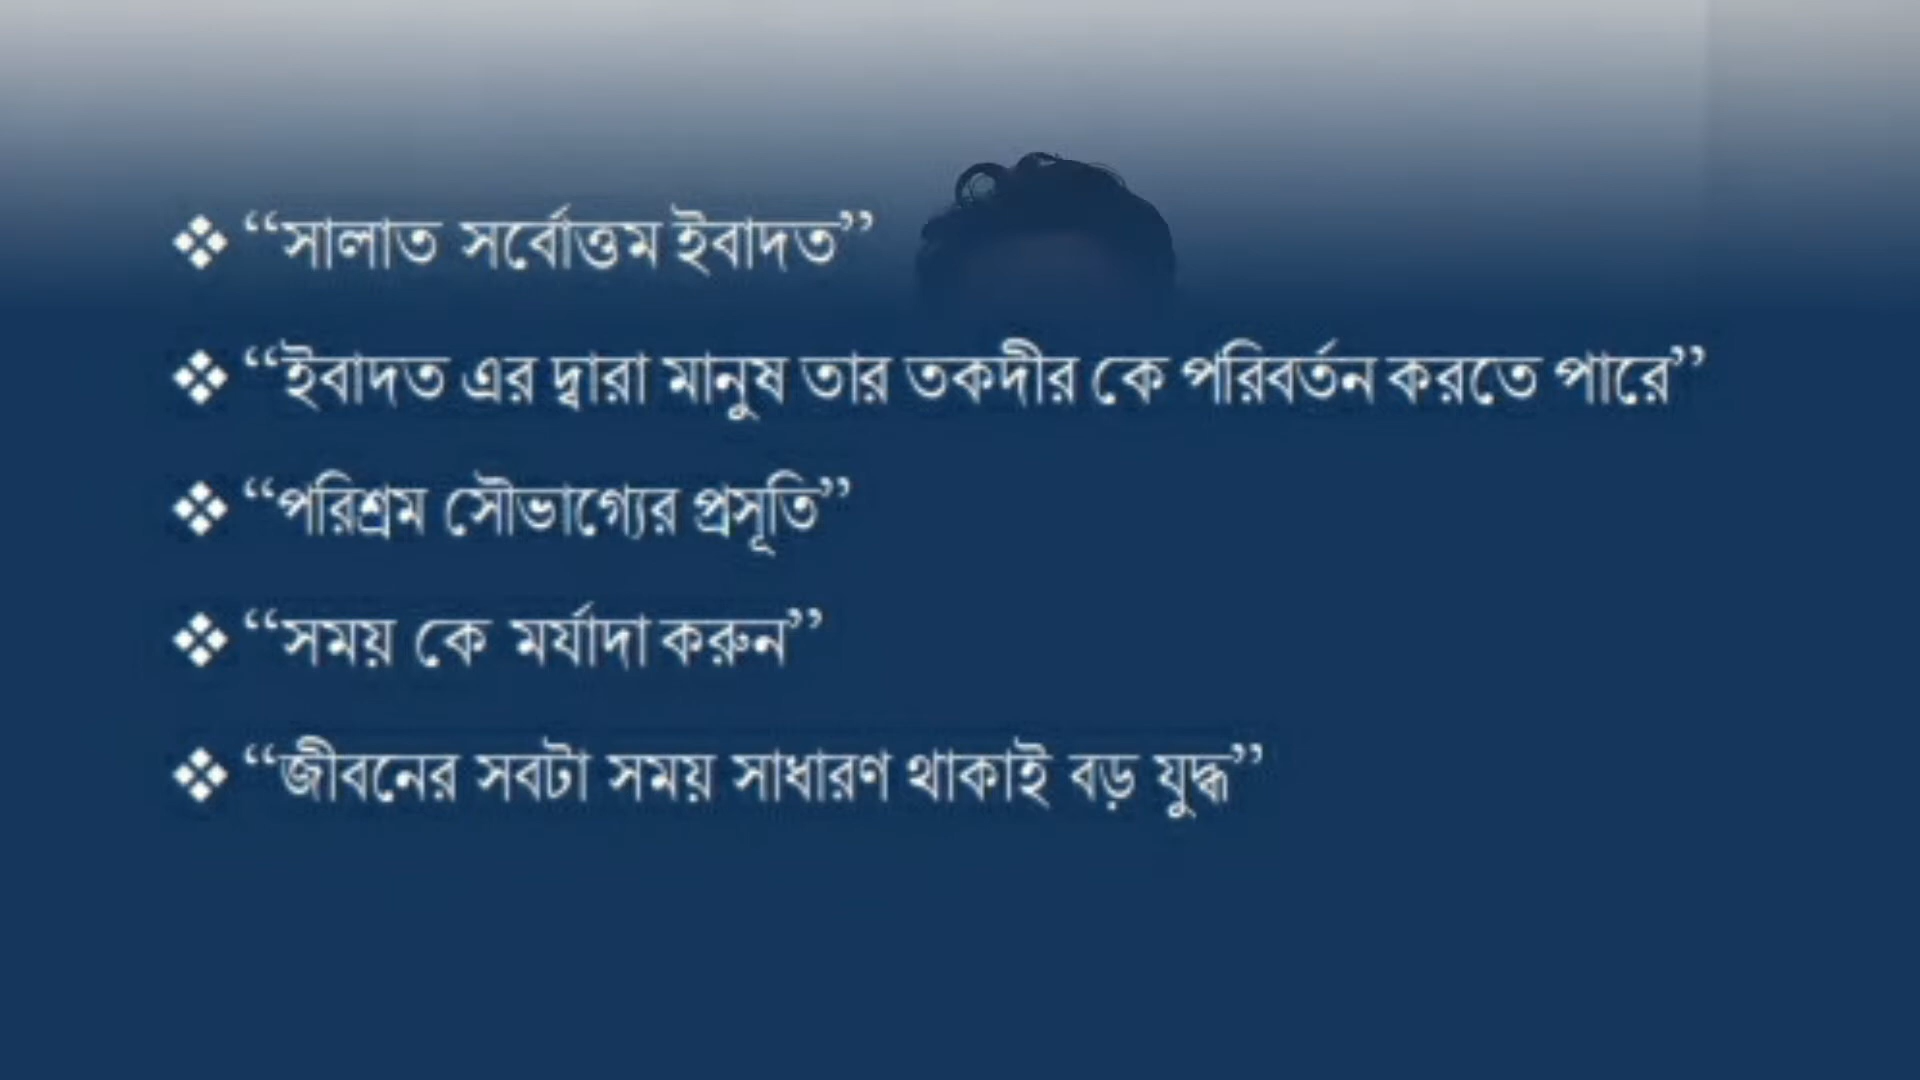 ❖ “সালাত সর্বোত্তম ইবাদত”
❖ “ইবাদত এর দ্বারা মানুষ তার তকদীর কে পরিবর্তন করতে পারে”
❖ “পরিশ্রম সৌভাগ্যের প্রসূতি”
❖ “সময় কে মর্যাদা করুন”
❖ “জীবনের সবটা সময় সাধারণ থাকাই বড় যুদ্ধ”